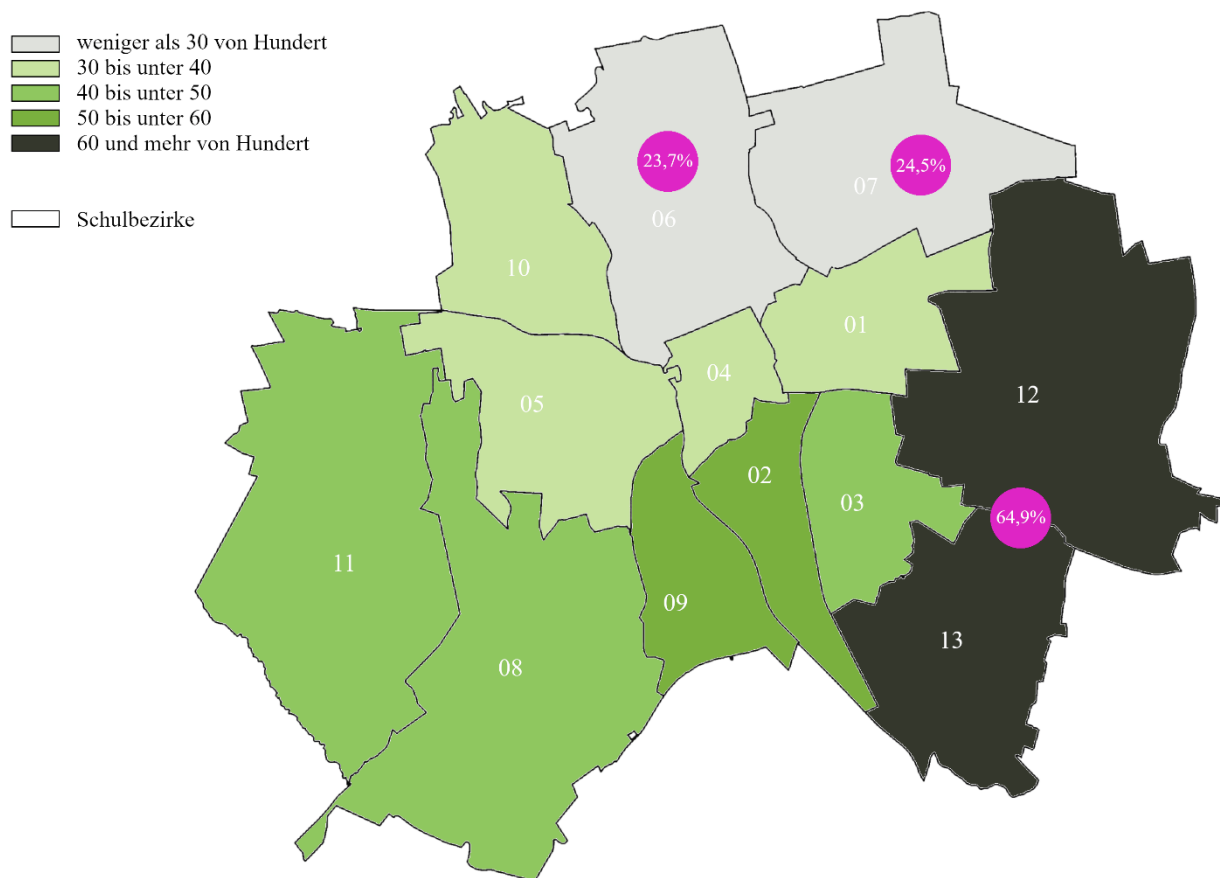 weniger als 30 von Hundert
30 bis unter 40
40 bis unter 50
50 bis unter 60
60 und mehr von Hundert
Schulbezirke
23,7%
24,5%
07
06
10
01
04
12
05
02
03
64,9%
11
09
13
08